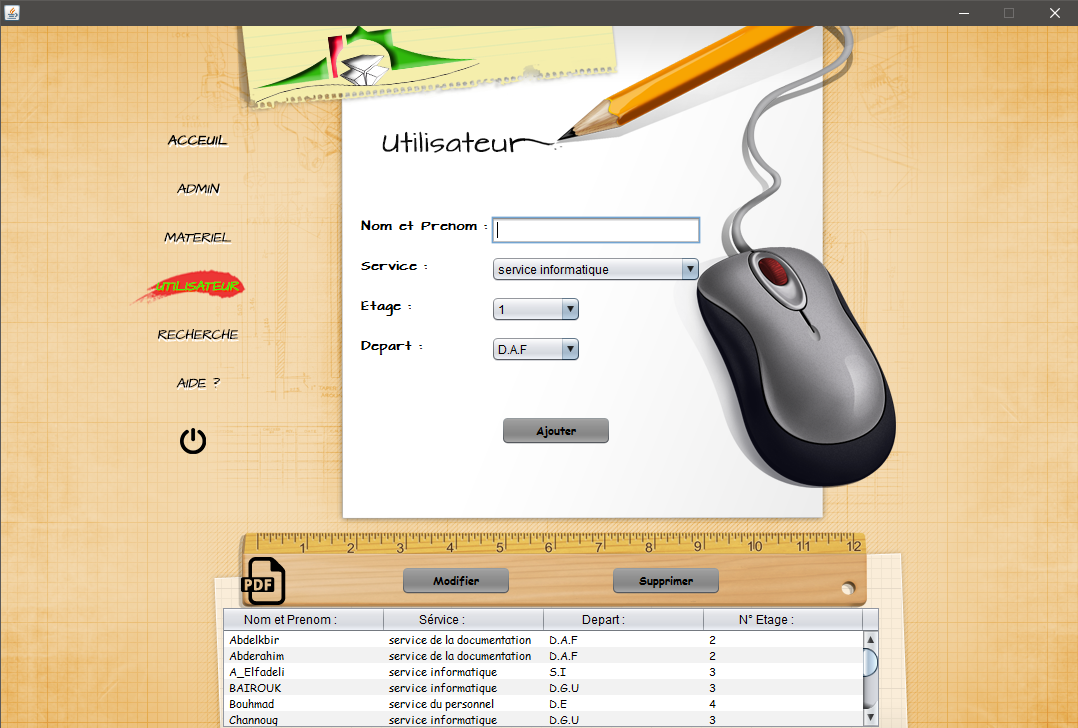 Utilisateur
ACCEUIL
ADMIN
MATERIEL
UTILISATEUR
RECHERCHE
AIDE ?
Nom et Prenom :
Service : service informatique
Etage : 1
Depart : D.A.F
Ajouter
1 2 3 4 5 6 7 8 9 10 11 12
PDF Modifier Supprimer
Nom et Prenom : Sérvice : Depart : N° Etage :
Abdelkbir service de la documentation D.A.F 2
Abderahim service de la documentation D.A.F 2
A_Elfadeli service informatique S.I 3
BAIROUK service informatique D.G.U 3
Bouhmad service du personnel D.E 4
Channoug service informatique D.G.U 3